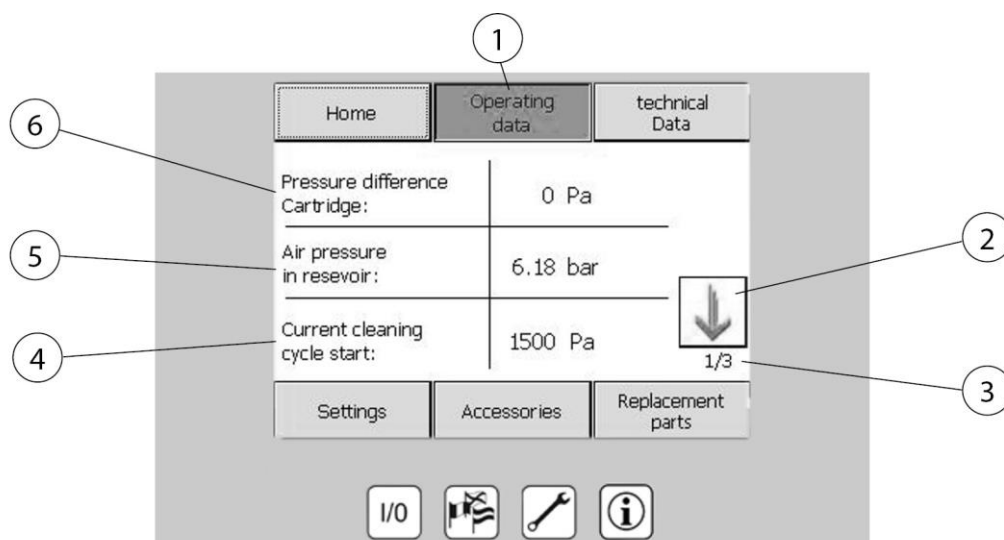 1
Home
Operating
data
technical
Data
6
Pressure difference
Cartridge:
0 Pa
5
Air pressure
in resevoir:
6.18 bar
2
4
Current cleaning
cycle start:
1500 Pa
1/3
3
Settings
Accessories
Replacement
parts
I/0
i